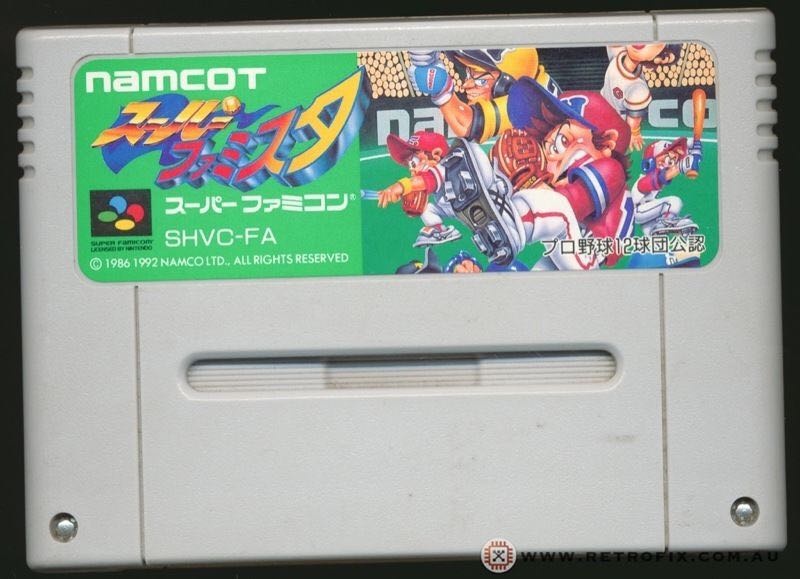 namcot
スーパー
ファミスタ
スーパーファミコン®
SUPER FAMICOM
LICENSED BY NINTENDO
SHVC-FA
© 1986 1992 NAMCO LTD., ALL RIGHTS RESERVED
na
co
プロ野球12球団公認
WWW.RETROFIX.COM.AU